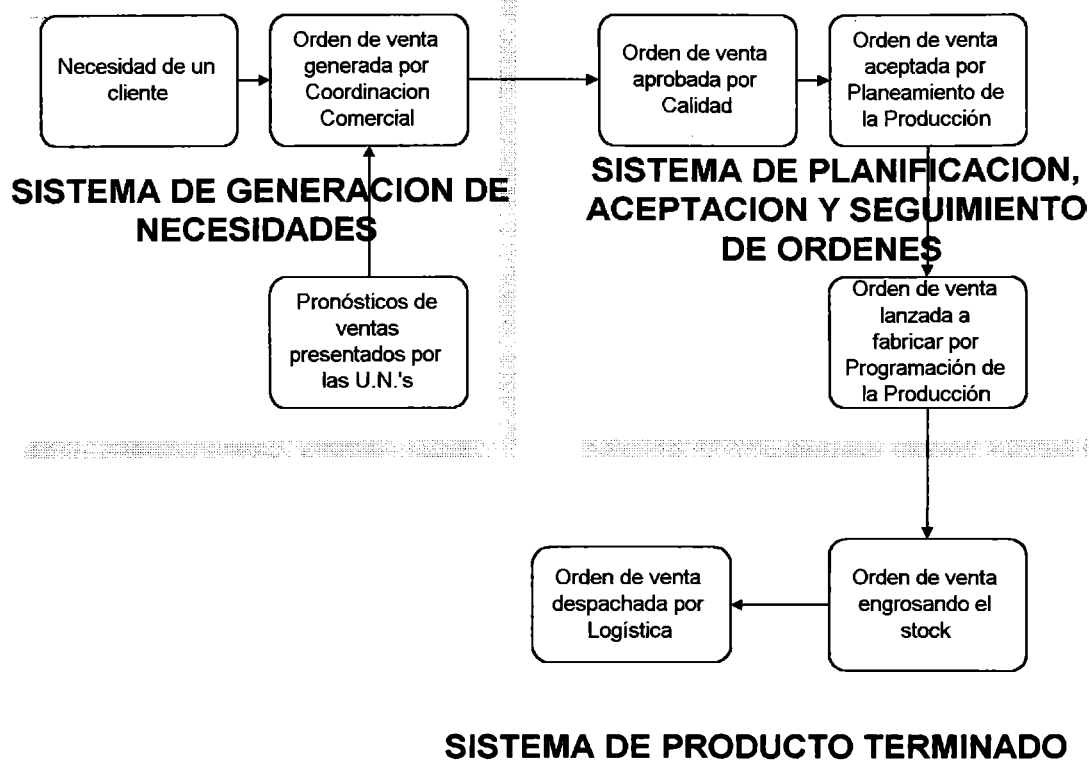 Necesidad de un
cliente
Orden de venta
generada por
Coordinacion
Comercial
Orden de venta
aprobada por
Calidad
Orden de venta
aceptada por
Planeamiento de
la Producción
SISTEMA DE GENERACION DE
NECESIDADES
SISTEMA DE PLANIFICACION,
ACEPTACION Y SEGUIMIENTO
DE ORDENES
Pronósticos de
ventas
presentados por
las U.N.'s
Orden de venta
lanzada a
fabricar por
Programación de
la Producción
Orden de venta
despachada por
Logística
Orden de venta
engrosando el
stock
SISTEMA DE PRODUCTO TERMINADO